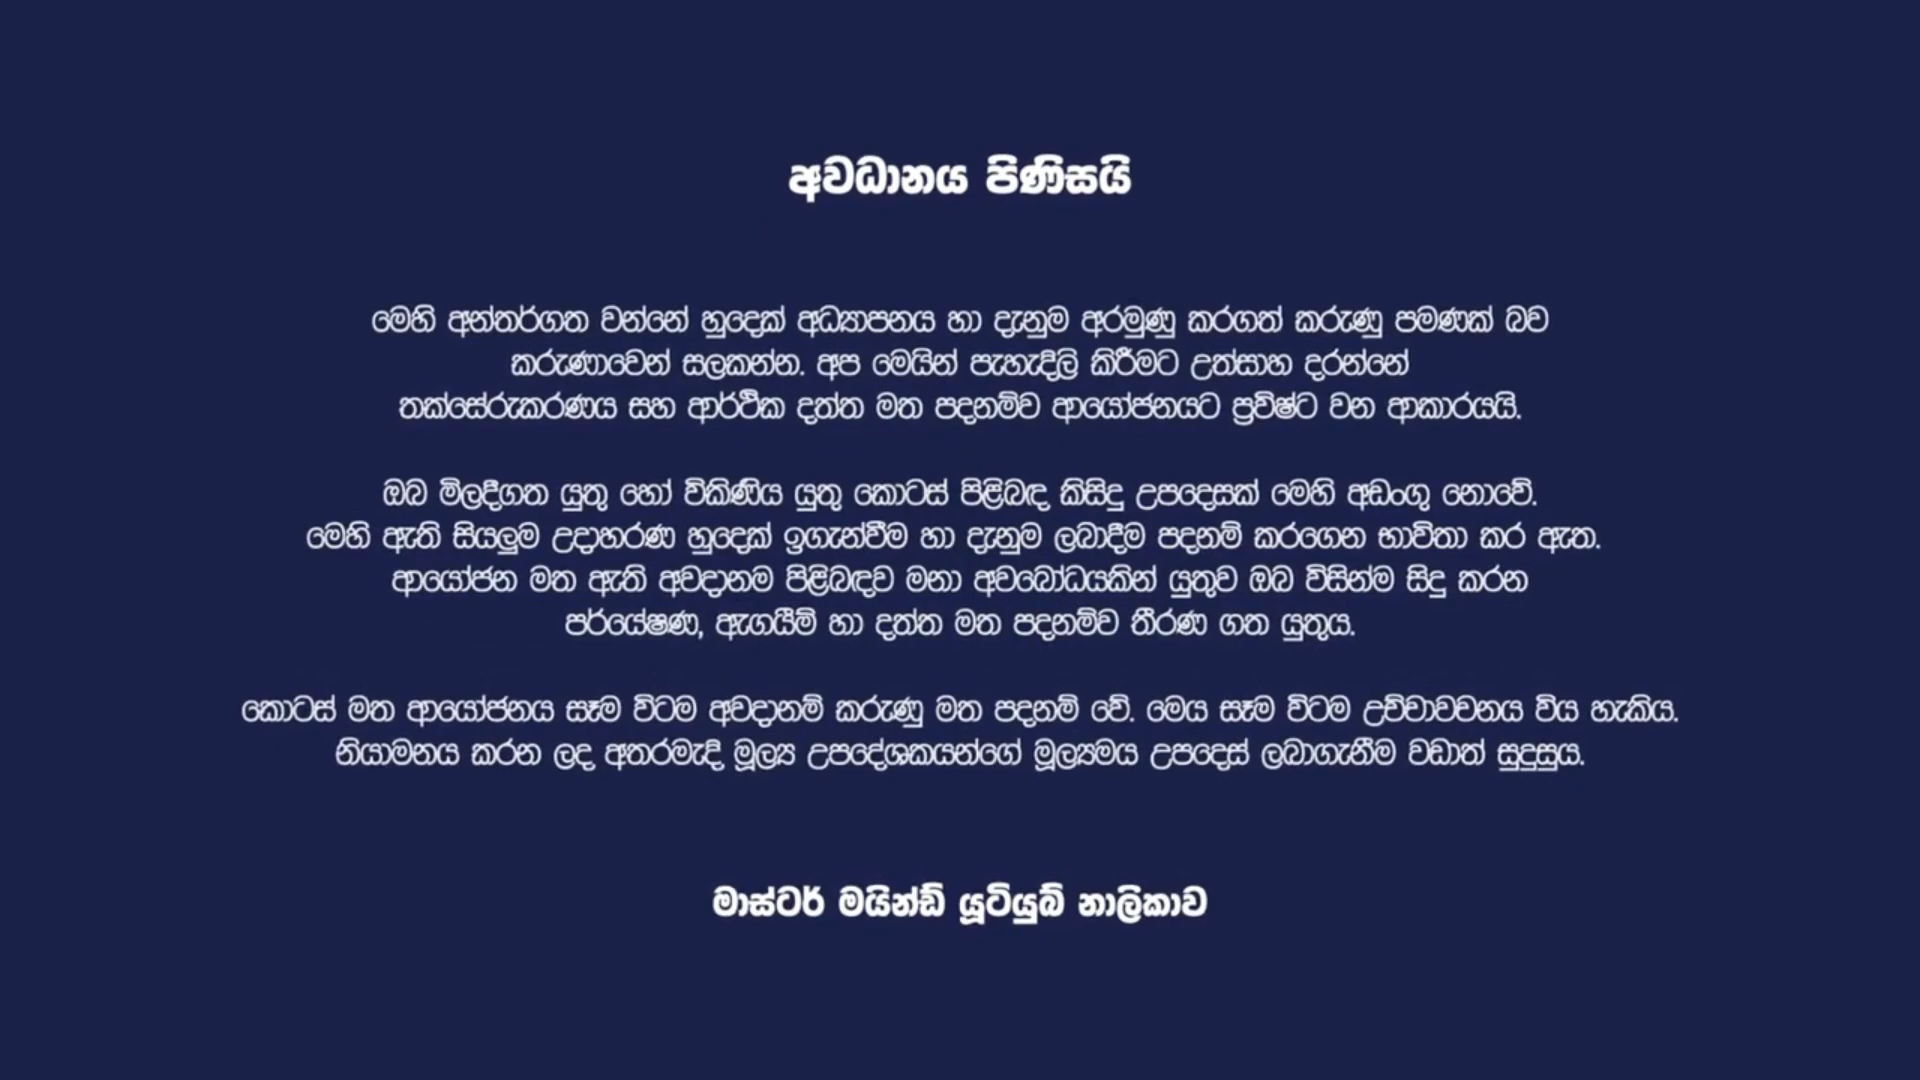 අවධානය පිණිසයි
මෙහි අන්තර්ගත වන්නේ හුදෙක් අධ්‍යාපනය හා දැනුම අරමුණු කරගත් කරුණු පමණක් බව
කරුණාවෙන් සලකන්න. අප මෙයින් පැහැදිලි කිරීමට උත්සාහ දරන්නේ
තක්සේරුකරණය සහ ආර්ථික දත්ත මත පදනම්ව ආයෝජනයට ප්‍රවිෂ්ට වන ආකාරයයි.
ඔබ මිලදීගත යුතු හෝ විකිණිය යුතු කොටස් පිළිබඳ කිසිදු උපදෙසක් මෙහි අඩංගු නොවේ.
මෙහි ඇති සියලුම උදාහරණ හුදෙක් ඉගැන්වීම හා දැනුම ලබාදීම පදනම් කරගෙන භාවිතා කර ඇත.
ආයෝජන මත ඇති අවදානම පිළිබඳව මනා අවබෝධයකින් යුතුව ඔබ විසින්ම සිදු කරන
පර්යේෂණ, ඇගයීම් හා දත්ත මත පදනම්ව තීරණ ගත යුතුය.
කොටස් මත ආයෝජනය සෑම විටම අවදානම් කරුණු මත පදනම් වේ. මෙය සෑම විටම උච්චාවචනය විය හැකිය.
නියාමනය කරන ලද අතරමැදි මූල්‍ය උපදේශකයන්ගේ මූල්‍යමය උපදෙස් ලබාගැනීම වඩාත් සුදුසුය.
මාස්ටර් මයින්ඩ් යූටියුබ් නාලිකාව